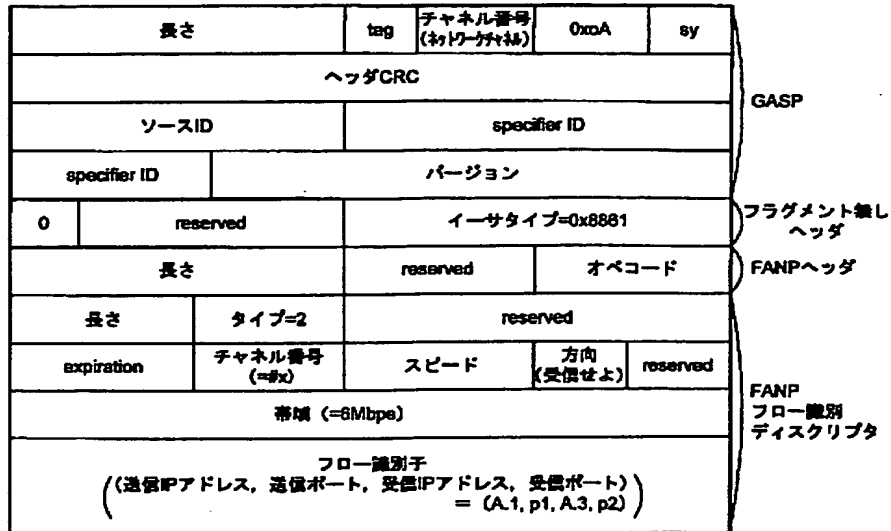 長さ
tag
チャネル番号
(ネットワークチャネル)
0xoA
sy
ヘッダCRC
GASP
ソースID
specifier ID
specifier ID
バージョン
0
reserved
イーサタイプ=0x8861
フラグメント無し
ヘッダ
長さ
reserved
オペコード
FANPヘッダ
長さ
タイプ=2
reserved
expiration
チャネル番号
(=#x)
スピード
方向
(受信せよ)
reserved
帯域 (=6Mbps)
FANP
フロー識別
ディスクリプタ
フロー識別子
((送信IPアドレス, 送信ポート, 受信IPアドレス, 受信ポート)
= (A.1, p1, A.3, p2))